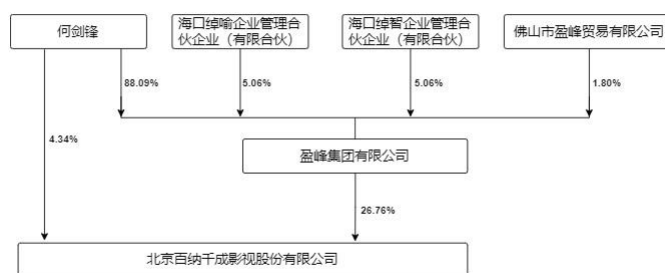 何剑锋
海口绰喻企业管理合
伙企业（有限合伙）
海口绰智企业管理合
伙企业（有限合伙）
佛山市盈峰贸易有限公司
88.09%
5.06%
5.06%
1.80%
4.34%
盈峰集团有限公司
26.76%
北京百纳千成影视股份有限公司